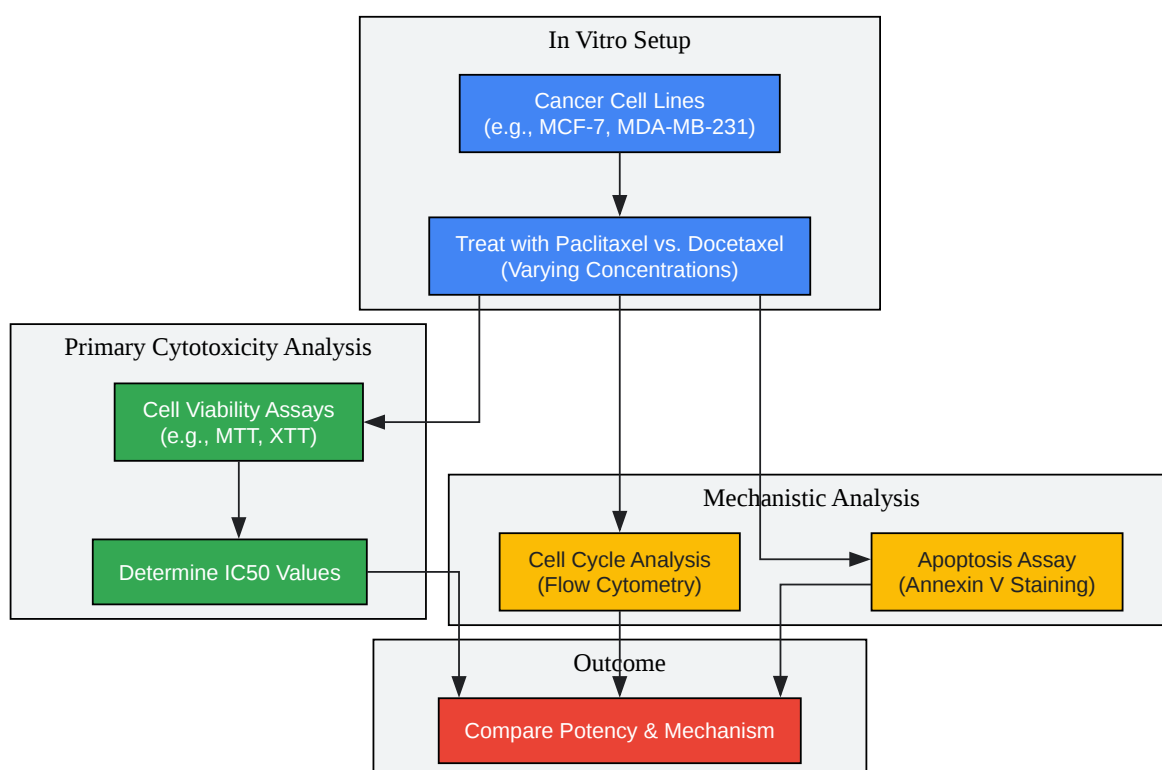 In Vitro Setup
Cancer Cell Lines
(e.g., MCF-7, MDA-MB-231)
Treat with Paclitaxel vs. Docetaxel
(Varying Concentrations)
Primary Cytotoxicity Analysis
Cell Viability Assays
(e.g., MTT, XTT)
Determine IC50 Values
Mechanistic Analysis
Cell Cycle Analysis
(Flow Cytometry)
Apoptosis Assay
(Annexin V Staining)
Outcome
Compare Potency & Mechanism